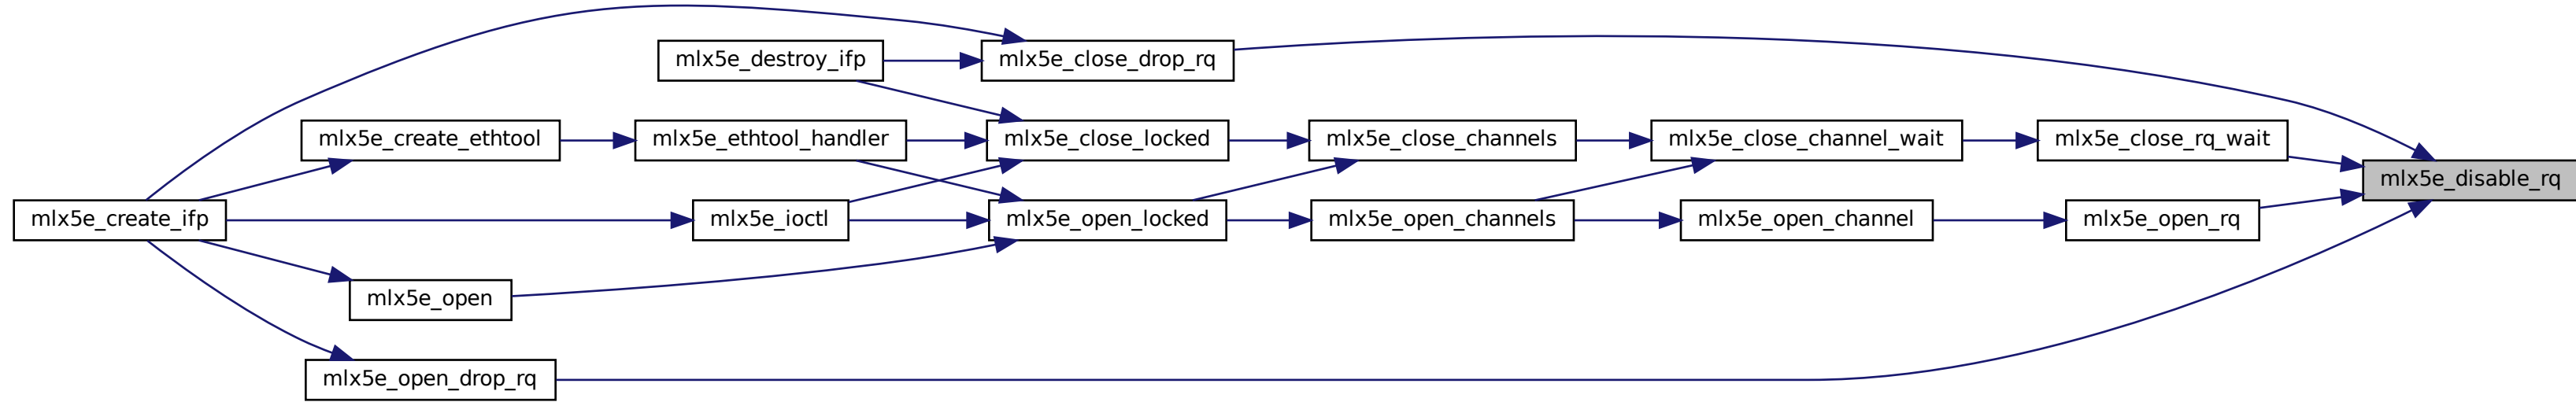 mlx5e_destroy_ifp
mlx5e_close_drop_rq
mlx5e_create_ethtool
mlx5e_ethtool_handler
mlx5e_close_locked
mlx5e_close_channels
mlx5e_close_channel_wait
mlx5e_close_rq_wait
mlx5e_disable_rq
mlx5e_create_ifp
mlx5e_ioctl
mlx5e_open_locked
mlx5e_open_channels
mlx5e_open_channel
mlx5e_open_rq
mlx5e_open
mlx5e_open_drop_rq